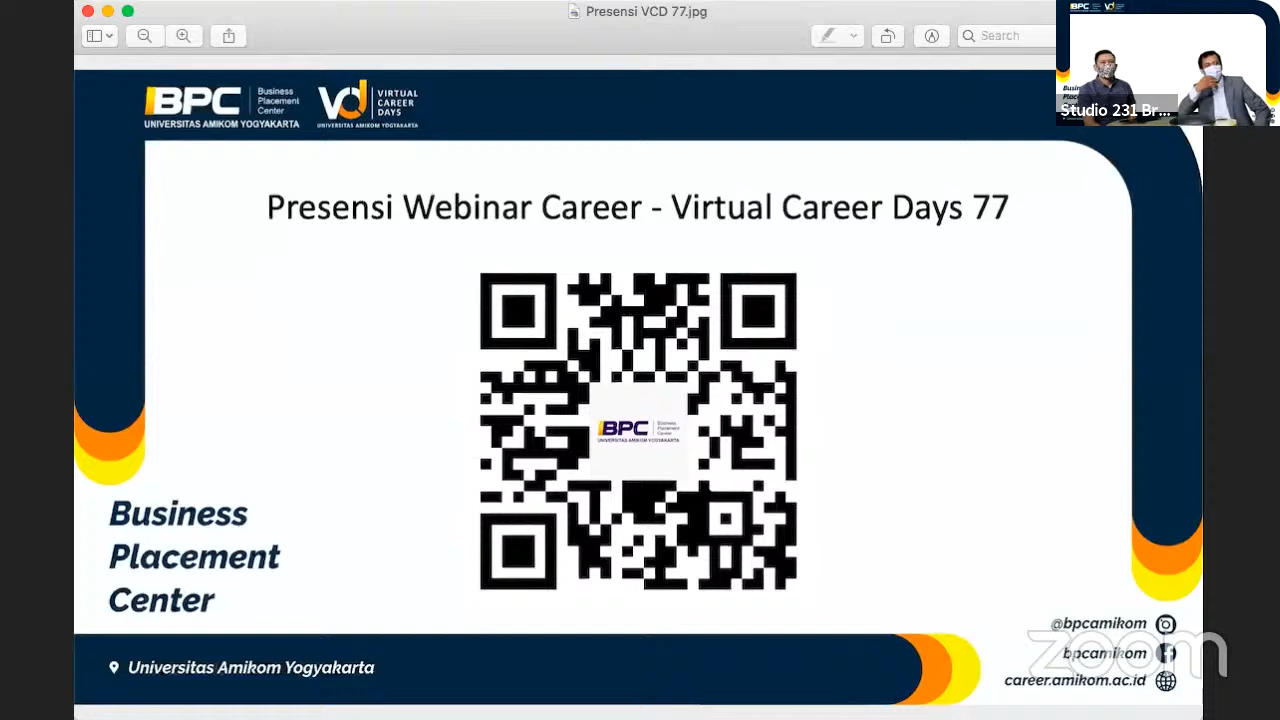 Presensi VCD 77.jpg
Search
BPC
Business
Placement
Center
UNIVERSITAS AMIKOM YOGYAKARTA
VCD
VIRTUAL
CAREER
DAYS
UNIVERSITAS AMIKOM YOGYAKARTA
Studio 231 Br...
Presensi Webinar Career - Virtual Career Days 77
BPC
Business
Placement
Center
UNIVERSITAS AMIKOM YOGYAKARTA
Business
Placement
Center
Universitas Amikom Yogyakarta
@bpcamikom
bpcamikom
career.amikom.ac.id
zoom